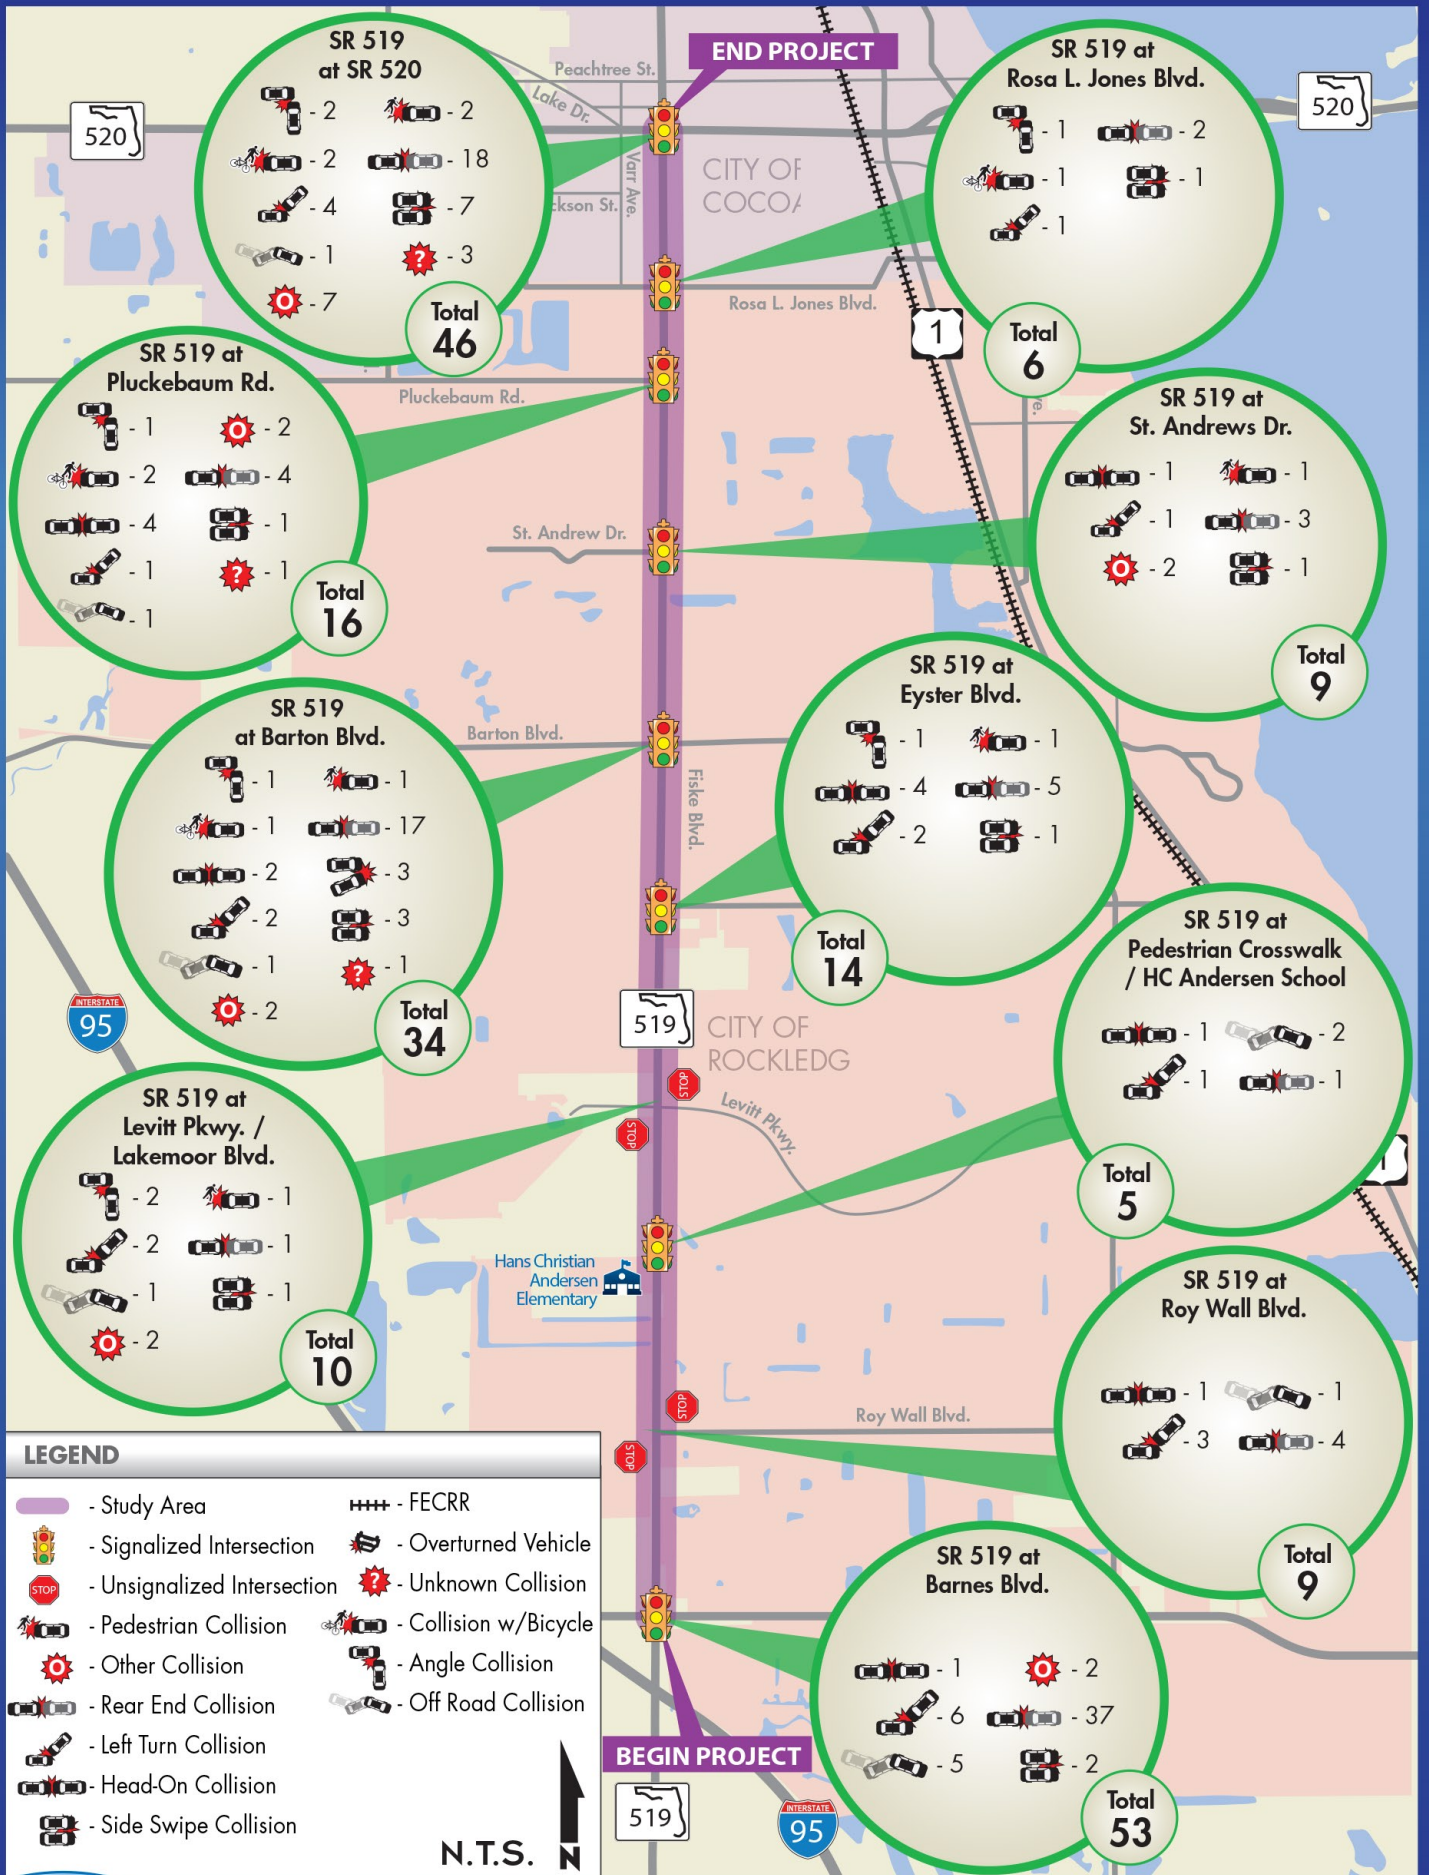 SR 519
at SR 520
- 2
- 2
- 2
- 18
- 4
- 7
- 1
? - 3
O - 7
Total
46
END PROJECT
SR 519 at
Rosa L. Jones Blvd.
- 1
- 2
- 1
- 1
- 1
Total
6
520
520
Peachtree St.
Lake Dr.
Varr Ave.
ckson St.
CITY OF
COCOA
Rosa L. Jones Blvd.
1
SR 519 at
Pluckebaum Rd.
- 1
O - 2
- 2
- 4
- 4
- 1
- 1
? - 1
- 1
Total
16
Pluckebaum Rd.
ve.
SR 519 at
St. Andrews Dr.
- 1
- 1
- 1
- 3
O - 2
- 1
Total
9
St. Andrew Dr.
SR 519
at Barton Blvd.
- 1
- 1
- 1
- 17
- 2
- 3
- 2
- 3
- 1
? - 1
O - 2
Total
34
Barton Blvd.
Fiske Blvd.
SR 519 at
Eyster Blvd.
- 1
- 1
- 4
- 5
- 2
- 1
Total
14
SR 519 at
Pedestrian Crosswalk
/ HC Andersen School
- 1
- 2
- 1
- 1
Total
5
INTERSTATE
95
519
CITY OF
ROCKLEDG
STOP
STOP
Levitt Pkwy.
1
SR 519 at
Levitt Pkwy. /
Lakemoor Blvd.
- 2
- 1
- 2
- 1
- 1
- 1
O - 2
Total
10
Hans Christian
Andersen
Elementary
SR 519 at
Roy Wall Blvd.
- 1
- 1
- 3
- 4
Total
9
STOP
STOP
Roy Wall Blvd.
SR 519 at
Barnes Blvd.
- 1
O - 2
- 6
- 37
- 5
- 2
Total
53
BEGIN PROJECT
519
INTERSTATE
95
LEGEND
- Study Area
- FECRR
- Signalized Intersection
- Overturned Vehicle
STOP - Unsignalized Intersection
? - Unknown Collision
- Pedestrian Collision
- Collision w/Bicycle
O - Other Collision
- Angle Collision
- Rear End Collision
- Off Road Collision
- Left Turn Collision
- Head-On Collision
- Side Swipe Collision
N.T.S.
N